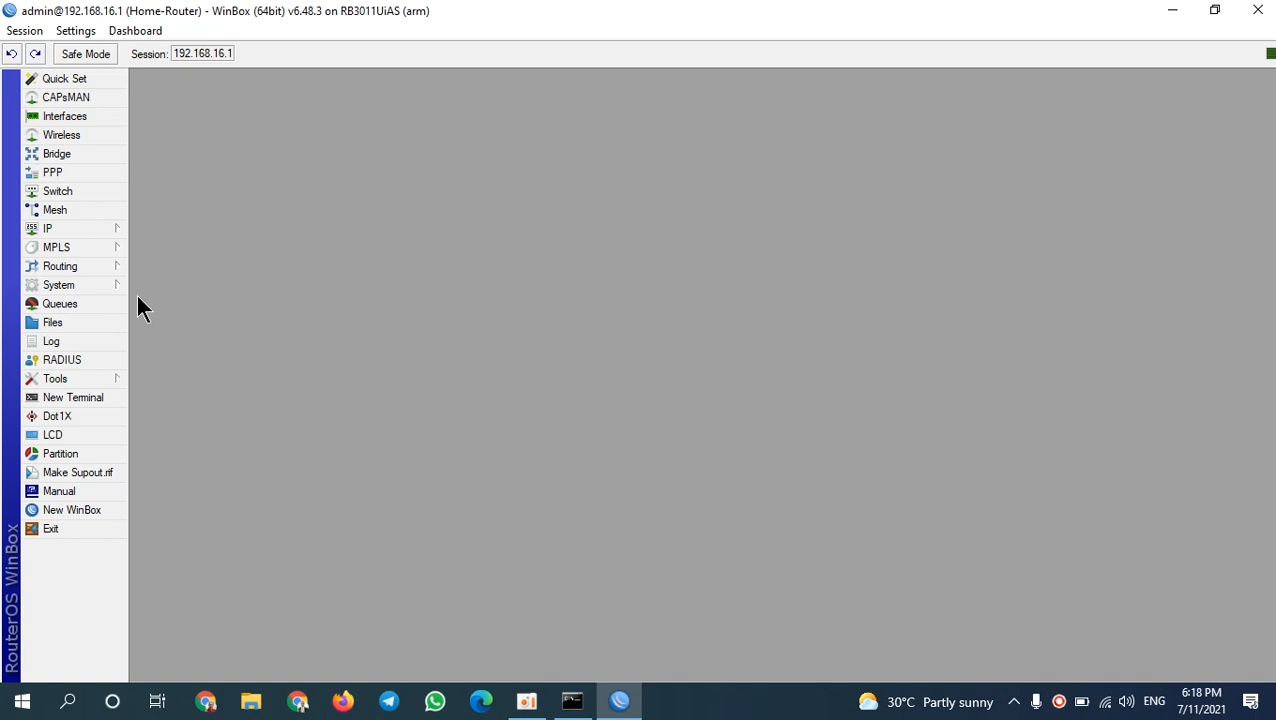 admin@192.168.16.1 (Home-Router) - WinBox (64bit) v6.48.3 on RB3011UiAS (arm)
Session Settings Dashboard
Safe Mode Session: 192.168.16.1
Quick Set
CAPsMAN
Interfaces
Wireless
Bridge
PPP
Switch
Mesh
255 IP
MPLS
Routing
System
Queues
Files
Log
RADIUS
Tools
New Terminal
Dot1X
LCD
Partition
Make Supout.rif
Manual
New WinBox
Exit
RouterOS WinBox
30°C Partly sunny ENG 6:18 PM
7/11/2021